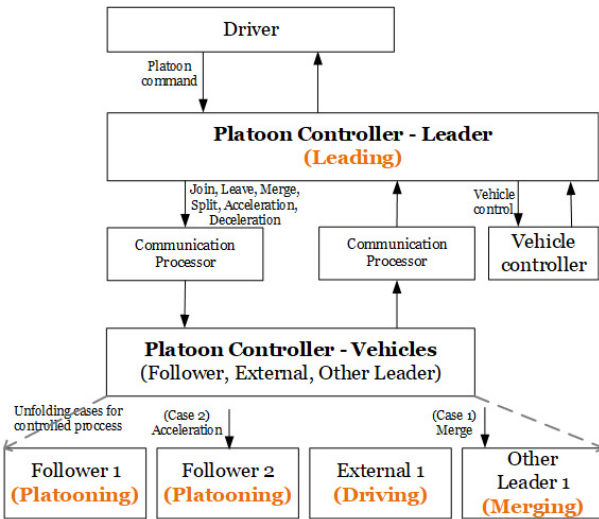 Driver
Platoon
command
Platoon Controller - Leader
(Leading)
Join, Leave, Merge,
Split, Acceleration,
Deceleration
Vehicle
control
Communication
Processor
Communication
Processor
Vehicle
controller
Platoon Controller - Vehicles
(Follower, External, Other Leader)
Unfolding cases for
controlled proccess
(Case 2)
Acceleration
(Case 1)
Merge
Follower 1
(Platooning)
Follower 2
(Platooning)
External 1
(Driving)
Other
Leader 1
(Merging)